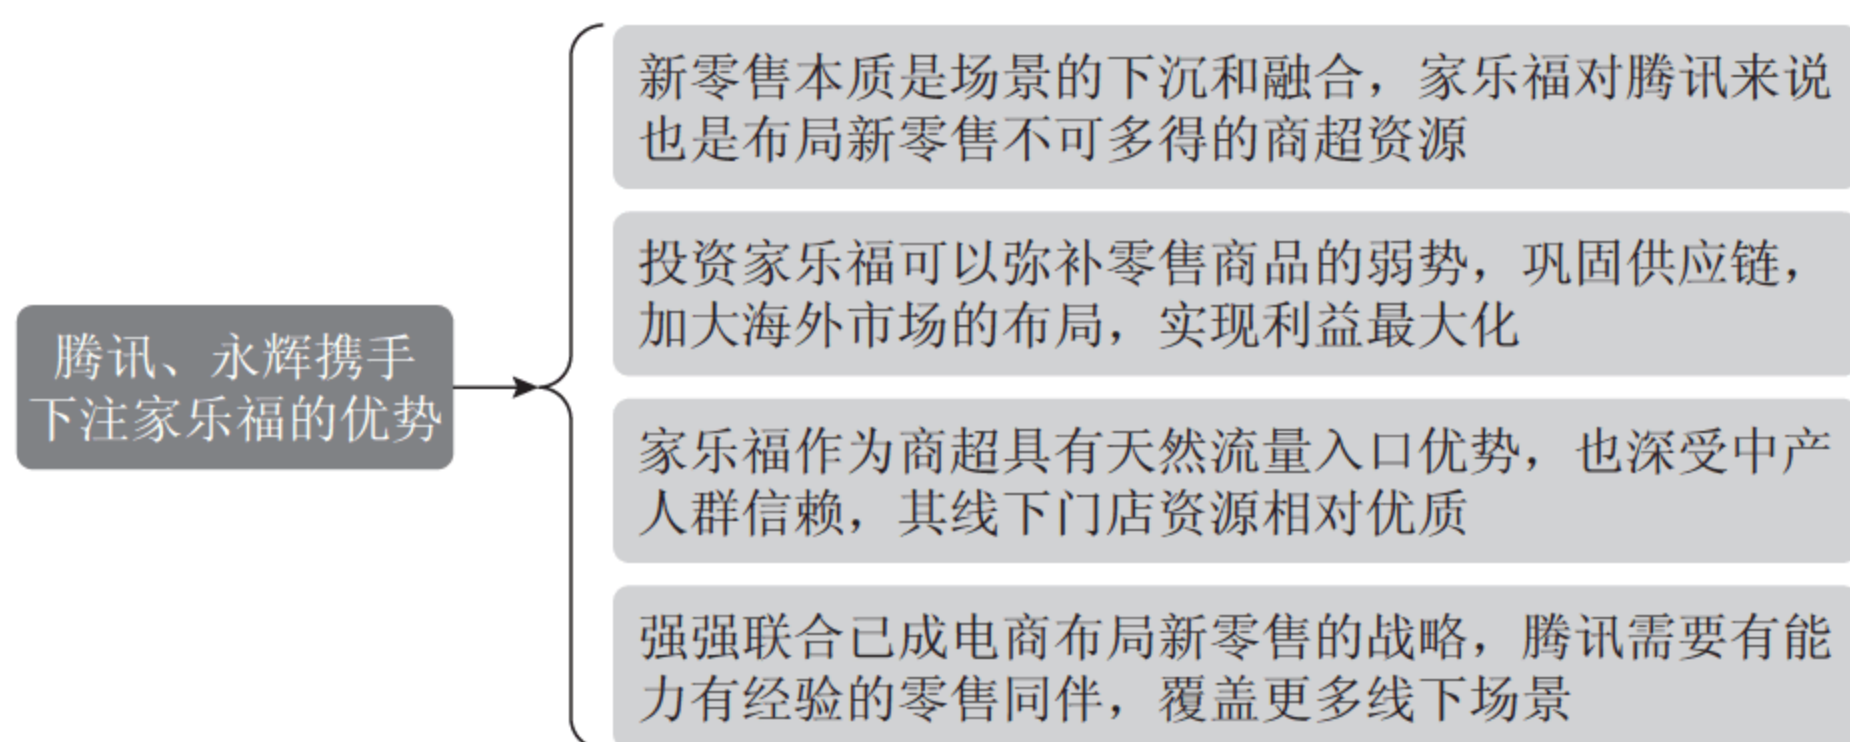 腾讯、永辉携手
下注家乐福的优势
新零售本质是场景的下沉和融合，家乐福对腾讯来说
也是布局新零售不可多得的商超资源
投资家乐福可以弥补零售商品的弱势，巩固供应链，
加大海外市场的布局，实现利益最大化
家乐福作为商超具有天然流量入口优势，也深受中产
人群信赖，其线下门店资源相对优质
强强联合已成电商布局新零售的战略，腾讯需要有能
力有经验的零售同伴，覆盖更多线下场景